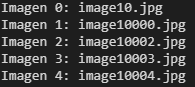 Imagen 0: image10.jpg
Imagen 1: image10000.jpg
Imagen 2: image10002.jpg
Imagen 3: image10003.jpg
Imagen 4: image10004.jpg